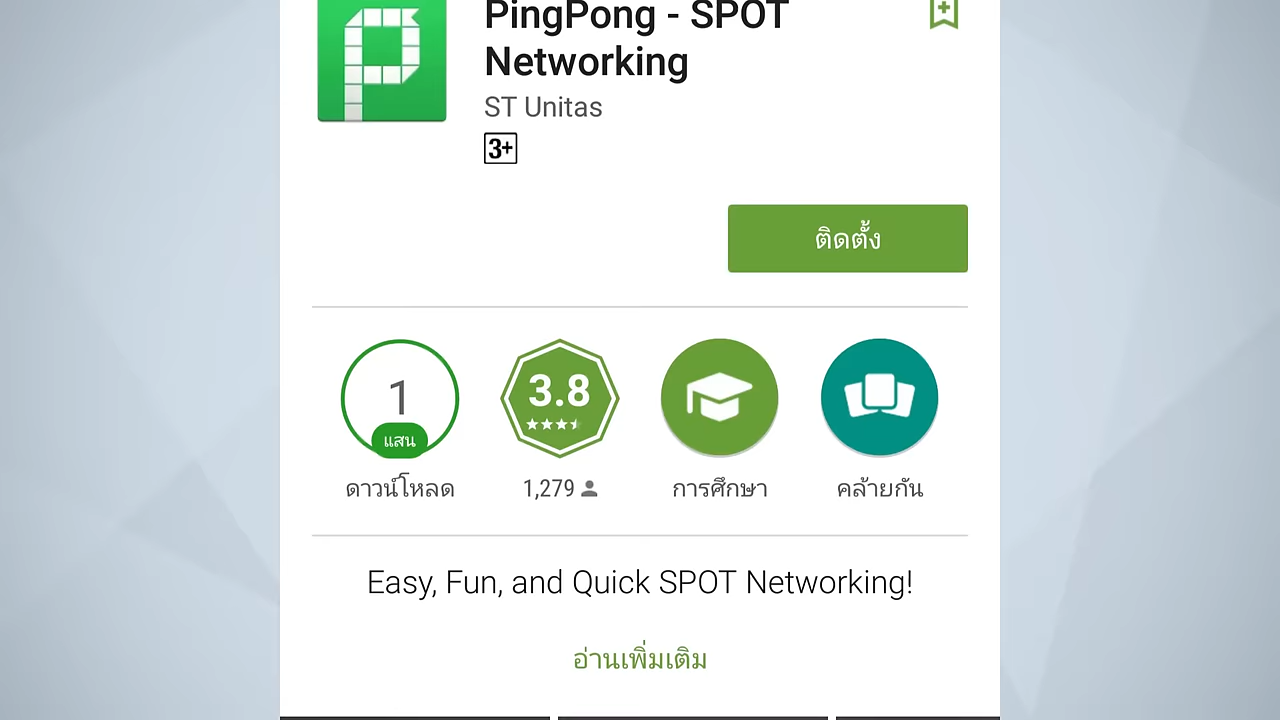 PingPong - SPOT
Networking
ST Unitas
3+
ติดตั้ง
1
แสน
ดาวน์โหลด
3.8
1,279
การศึกษา
คล้ายกัน
Easy, Fun, and Quick SPOT Networking!
อ่านเพิ่มเติม